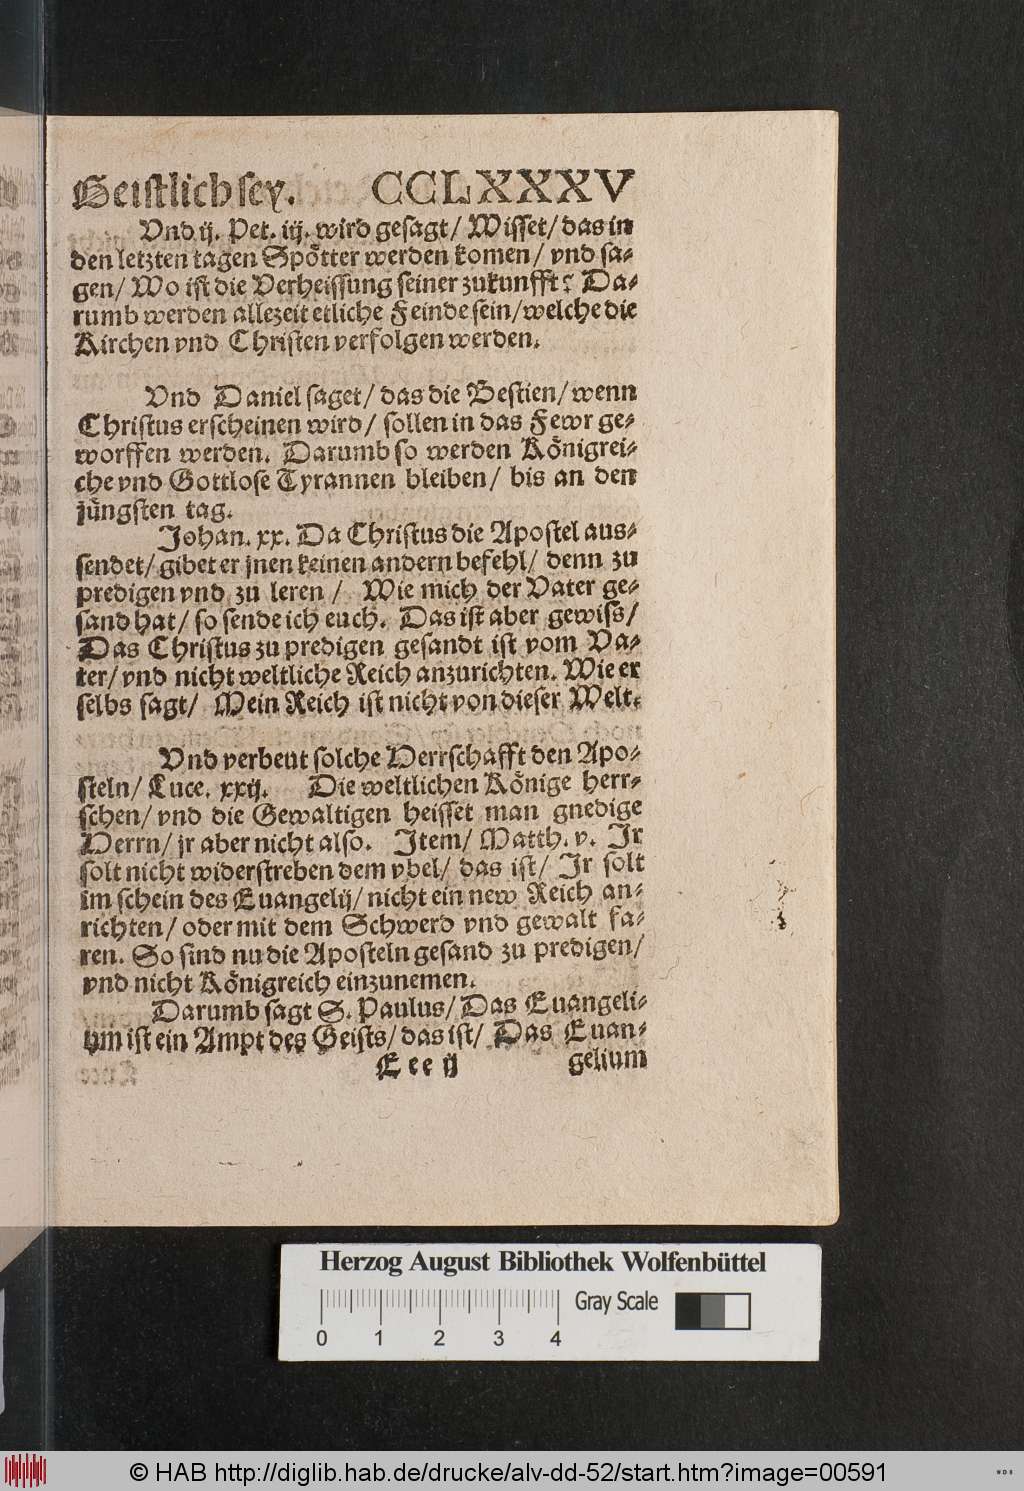 Geistlich sey. CCLXXXV
Vnd ij. Pet. iij. wird gesagt/ Wisset/ das in
den letzten tagen Spötter werden komen/ vnd sa-
gen/ Wo ist die Verheissung seiner zukunfft? Da-
rumb werden allezeit etliche Feinde sein/ welche die
Kirchen vnd Christen verfolgen werden.
Vnd Daniel saget/ das die Bestien/ wenn
Christus erscheinen wird/ sollen in das Fewr ge-
worffen werden. Darumb so werden Königrei-
che vnd Gottlose Tyrannen bleiben/ bis an den
jüngsten tag.
Johan. xx. Da Christus die Apostel aus-
sendet/ gibet er jnen keinen andern befehl/ denn zu
predigen vnd zu leren/ Wie mich der Vater ge-
sand hat/ so sende ich euch. Das ist aber gewiss/
Das Christus zu predigen gesandt ist vom Va-
ter/ vnd nicht weltliche Reich anzurichten. Wie er
selbs sagt/ Mein Reich ist nicht von dieser Welt.
Vnd verbeut solche Herrschafft den Apo-
steln/ Luce. xxij. Die weltlichen Könige herr-
schen/ vnd die Gewaltigen heisset man gnedige
Herrn/ jr aber nicht also. Item/ Matth. v. Jr
solt nicht widerstreben dem vbel/ das ist/ Jr solt
im schein des Euangelij/ nicht ein new Reich an-
richten/ oder mit dem Schwerd vnd gewalt fa-
ren. So sind nu die Aposteln gesand zu predigen/
vnd nicht Königreich einzunemen.
Darumb sagt S. Paulus/ Das Euangeli-
um ist ein Ampt des Geists/ das ist/ Das Euan-
E e e ij gelium
Herzog August Bibliothek Wolfenbüttel
Gray Scale
0 1 2 3 4
© HAB http://diglib.hab.de/drucke/alv-dd-52/start.htm?image=00591